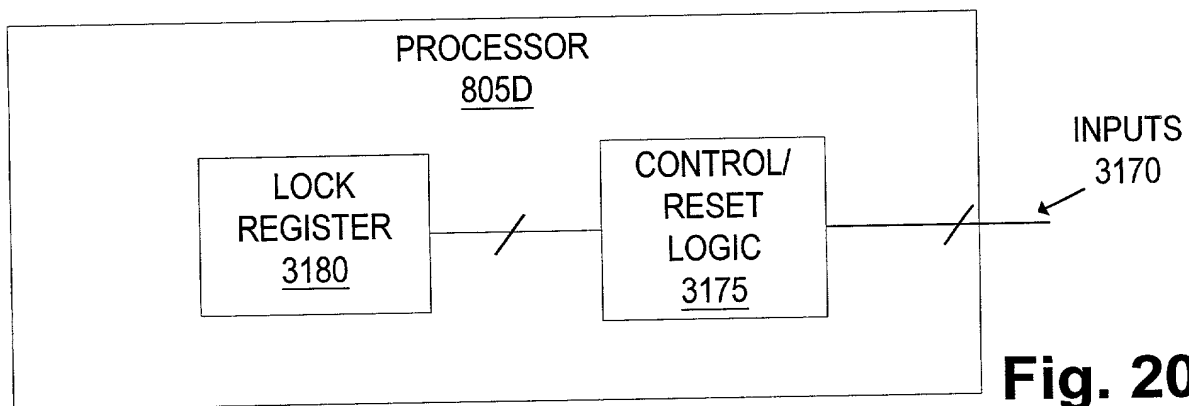 PROCESSOR
805D
LOCK
REGISTER
3180
CONTROL/
RESET
LOGIC
3175
INPUTS
3170
Fig. 20